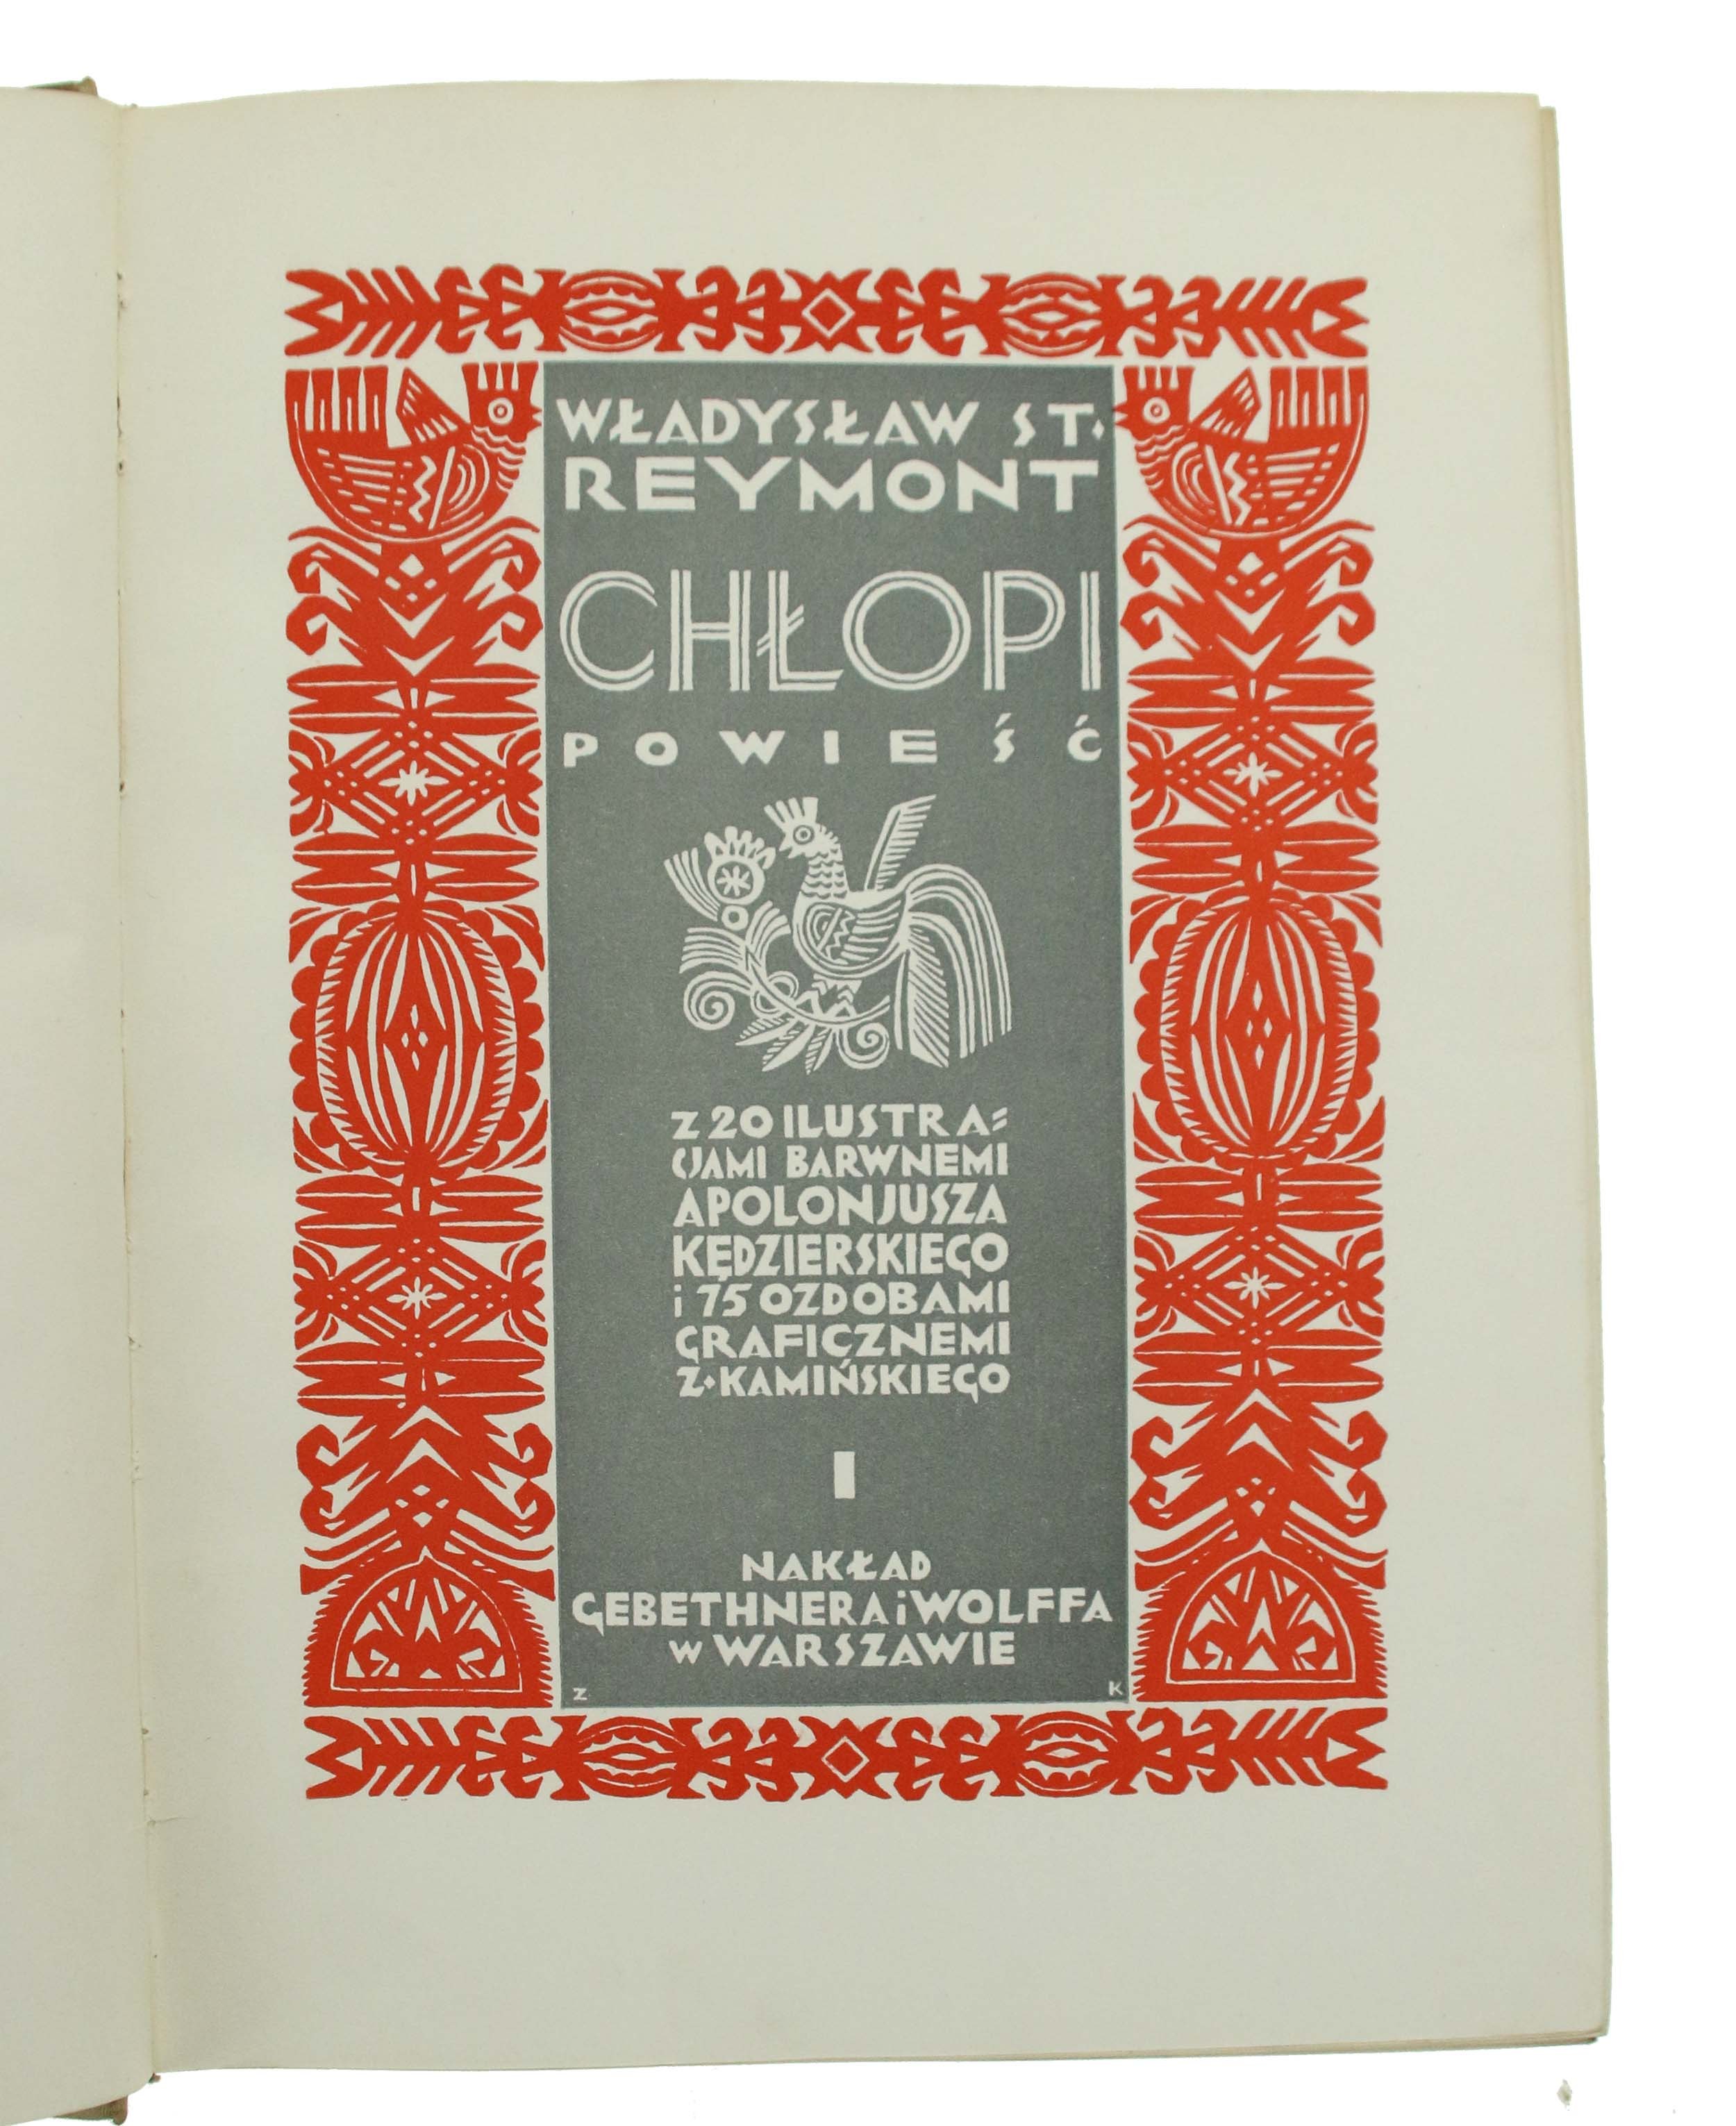 WŁADYSŁAW ST.
REYMONT
CHŁOPI
POWIEŚĆ
Z 20 ILUSTRA=
CJAMI BARWNEMI
APOLONJUSZA
KĘDZIERSKIEGO
i 75 OZDOBAMI
GRAFICZNEMI
Z·KAMIŃSKIEGO
I
NAKŁAD
GEBETHNERA i WOLFFA
W WARSZAWIE
Z K